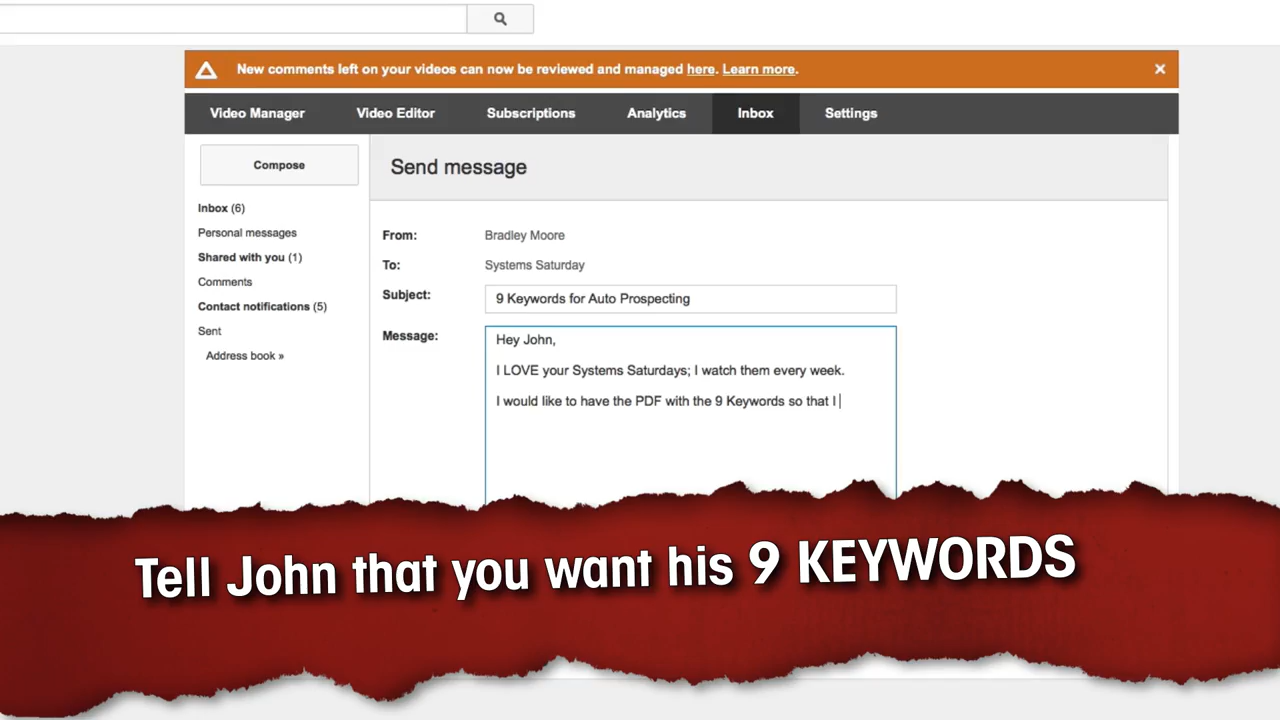 New comments left on your videos can now be reviewed and managed here. Learn more.
Video Manager Video Editor Subscriptions Analytics Inbox Settings
Compose
Send message
Inbox (6)
Personal messages
Shared with you (1)
Comments
Contact notifications (5)
Sent
Address book »
From: Bradley Moore
To: Systems Saturday
Subject: 9 Keywords for Auto Prospecting
Message: Hey John,
I LOVE your Systems Saturdays; I watch them every week.
I would like to have the PDF with the 9 Keywords so that I
Tell John that you want his 9 KEYWORDS